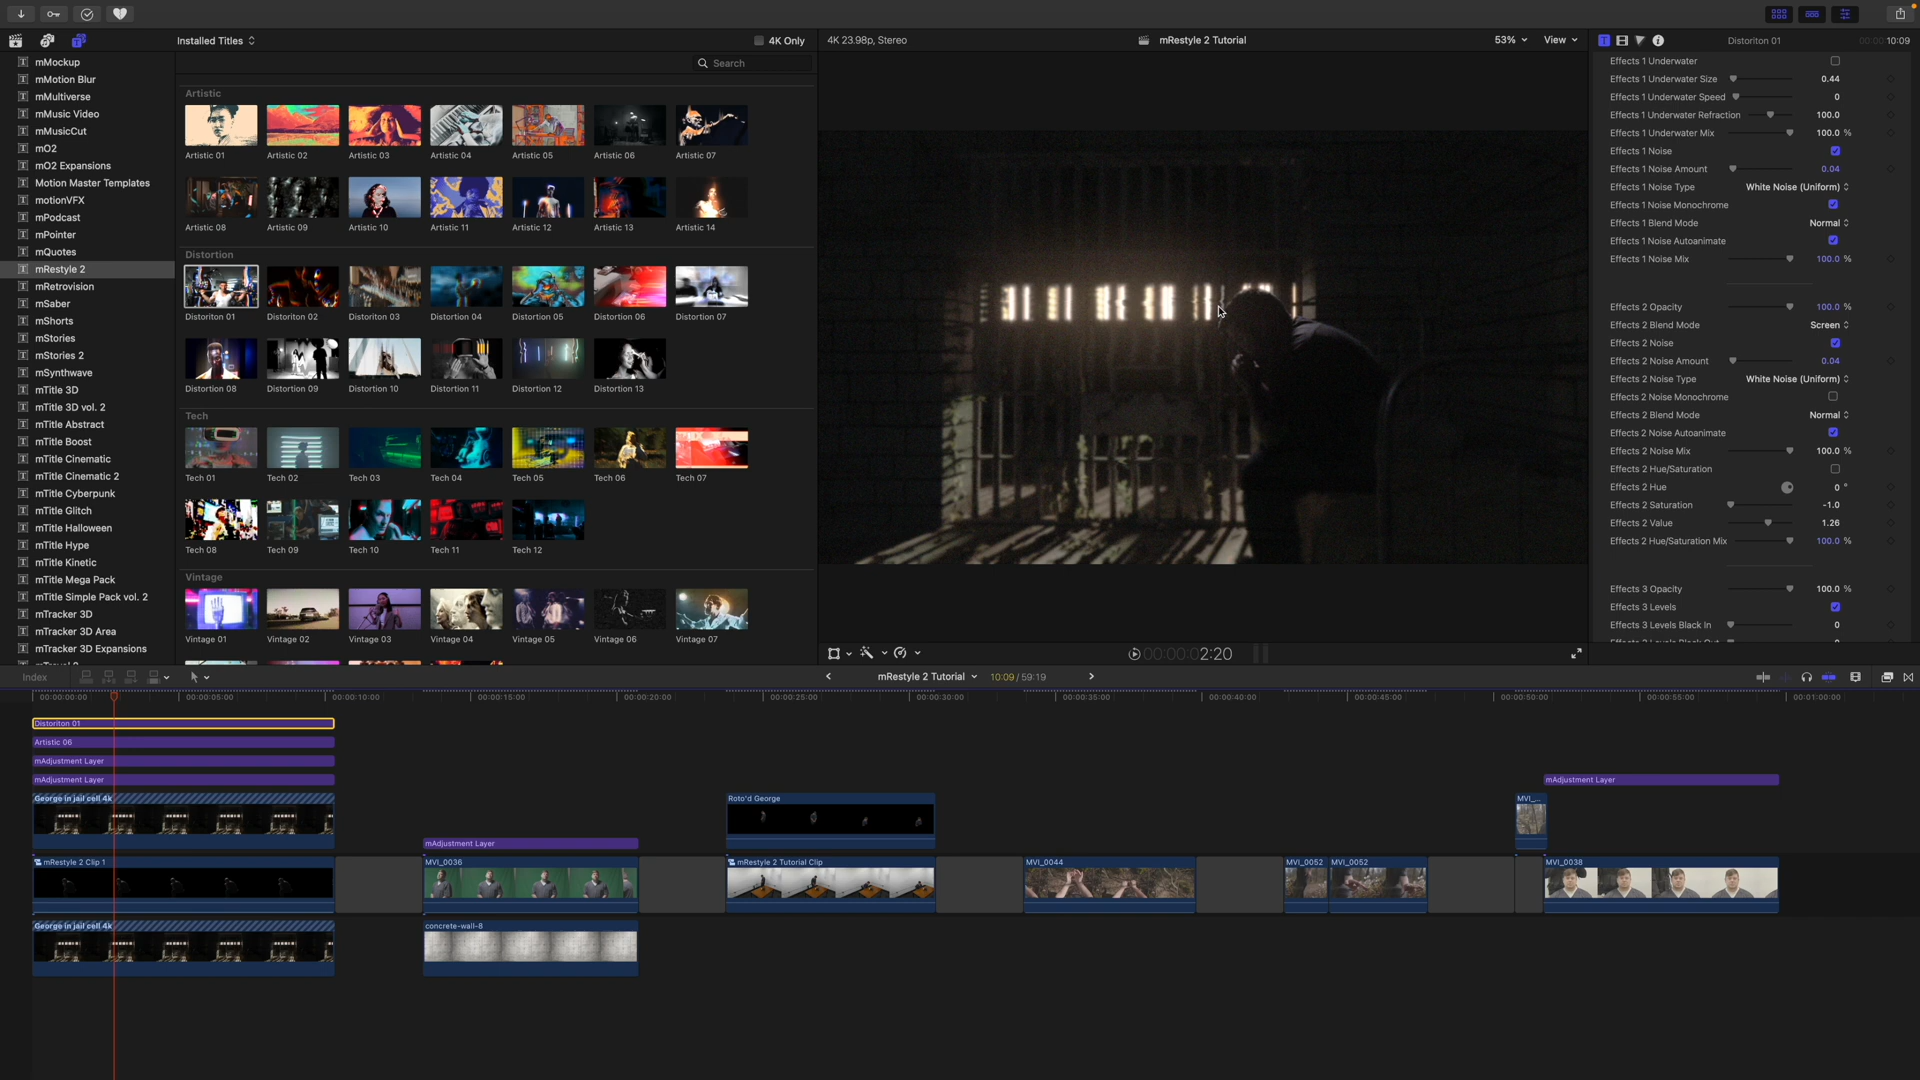 Installed Titles
4K Only
4K 23.98p, Stereo
mRestyle 2 Tutorial
53%
View
Distoriton 01
00:00:10:09
Search
mMockup
mMotion Blur
mMultiverse
mMusic Video
mMusicCut
mO2
mO2 Expansions
Motion Master Templates
motionVFX
mPodcast
mPointer
mQuotes
mRestyle 2
mRetrovision
mSaber
mShorts
mStories
mStories 2
mSynthwave
mTitle 3D
mTitle 3D vol. 2
mTitle Abstract
mTitle Boost
mTitle Cinematic
mTitle Cinematic 2
mTitle Cyberpunk
mTitle Glitch
mTitle Halloween
mTitle Hype
mTitle Kinetic
mTitle Mega Pack
mTitle Simple Pack vol. 2
mTracker 3D
mTracker 3D Area
mTracker 3D Expansions
Artistic
Artistic 01
Artistic 02
Artistic 03
Artistic 04
Artistic 05
Artistic 06
Artistic 07
Artistic 08
Artistic 09
Artistic 10
Artistic 11
Artistic 12
Artistic 13
Artistic 14
Distortion
Distoriton 01
Distortion 02
Distortion 03
Distortion 04
Distortion 05
Distortion 06
Distortion 07
Distortion 08
Distortion 09
Distortion 10
Distortion 11
Distortion 12
Distortion 13
Tech
Tech 01
Tech 02
Tech 03
Tech 04
Tech 05
Tech 06
Tech 07
Tech 08
Tech 09
Tech 10
Tech 11
Tech 12
Vintage
Vintage 01
Vintage 02
Vintage 03
Vintage 04
Vintage 05
Vintage 06
Vintage 07
Effects 1 Underwater
Effects 1 Underwater Size 0.44
Effects 1 Underwater Speed 0
Effects 1 Underwater Refraction 100.0
Effects 1 Underwater Mix 100.0 %
Effects 1 Noise
Effects 1 Noise Amount 0.04
Effects 1 Noise Type White Noise (Uniform)
Effects 1 Noise Monochrome
Effects 1 Blend Mode Normal
Effects 1 Noise Autoanimate
Effects 1 Noise Mix 100.0 %
Effects 2 Opacity 100.0 %
Effects 2 Blend Mode Screen
Effects 2 Noise
Effects 2 Noise Amount 0.04
Effects 2 Noise Type White Noise (Uniform)
Effects 2 Noise Monochrome
Effects 2 Blend Mode Normal
Effects 2 Noise Autoanimate
Effects 2 Noise Mix 100.0 %
Effects 2 Hue/Saturation
Effects 2 Hue 0 °
Effects 2 Saturation -1.0
Effects 2 Value 1.26
Effects 2 Hue/Saturation Mix 100.0 %
Effects 3 Opacity 100.0 %
Effects 3 Levels
Effects 3 Levels Black In 0
00:00:02:20
Index
mRestyle 2 Tutorial
10:09 / 59:19
00:00:00:00
00:00:05:00
00:00:10:00
00:00:15:00
00:00:20:00
00:00:25:00
00:00:30:00
00:00:35:00
00:00:40:00
00:00:45:00
00:00:50:00
00:00:55:00
00:01:00:00
Distoriton 01
Artistic 06
mAdjustment Layer
mAdjustment Layer
mAdjustment Layer
George in jail cell 4k
Roto'd George
MVI_...
mAdjustment Layer
mRestyle 2 Clip 1
MVI_0036
mRestyle 2 Tutorial Clip
MVI_0044
MVI_0052
MVI_0052
MVI_0038
George in jail cell 4k
concrete-wall-8